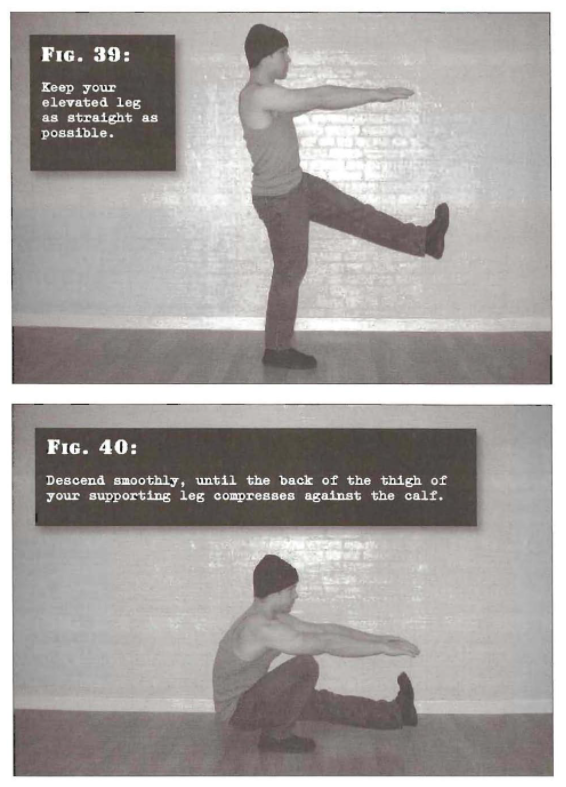 FIG. 39:
Keep your
elevated leg
as straight as
possible.
FIG. 40:
Descend smoothly, until the back of the thigh of
your supporting leg compresses against the calf.